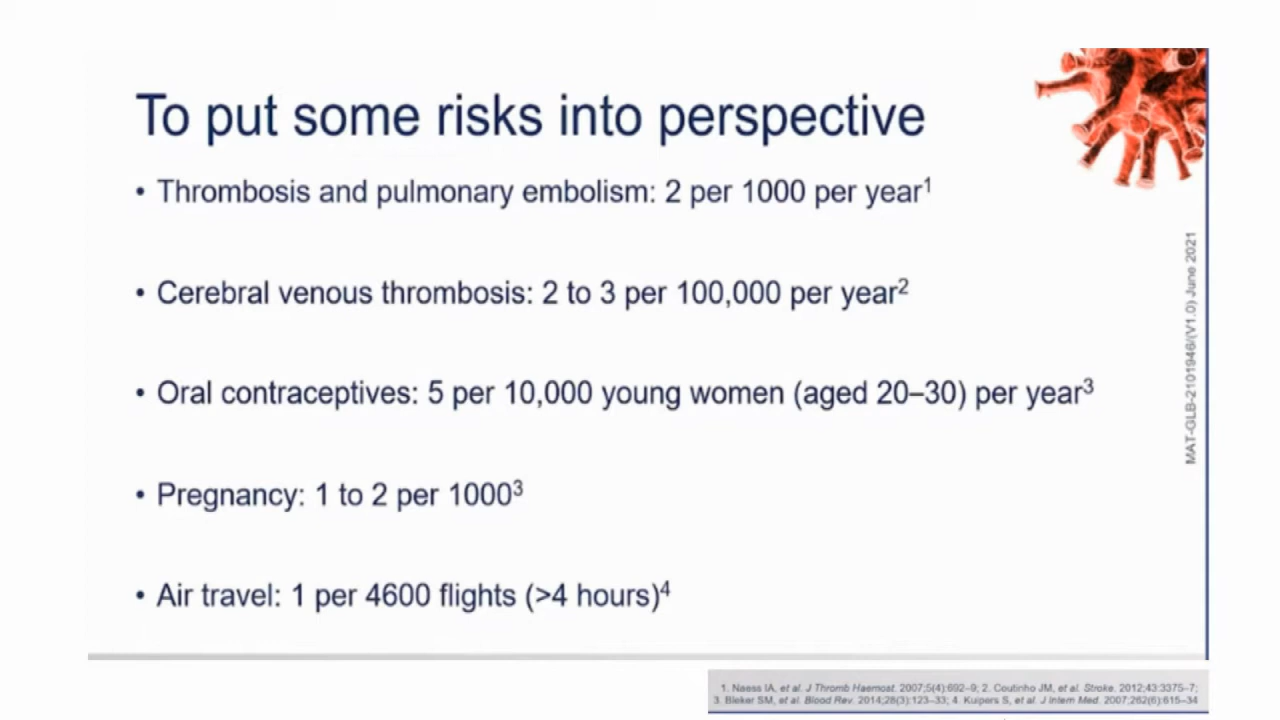 To put some risks into perspective
• Thrombosis and pulmonary embolism: 2 per 1000 per year1
• Cerebral venous thrombosis: 2 to 3 per 100,000 per year2
• Oral contraceptives: 5 per 10,000 young women (aged 20–30) per year3
• Pregnancy: 1 to 2 per 10003
• Air travel: 1 per 4600 flights (>4 hours)4
MAT-GLB-2101946/(V1.0) June 2021
1. Naess IA, et al. J Thromb Haemost. 2007;5(4):692–9; 2. Coutinho JM, et al. Stroke. 2012;43:3375–7;
3. Bleker SM, et al. Blood Rev. 2014;28(3):123–33; 4. Kuipers S, et al. J Intern Med. 2007;262(6):615–34